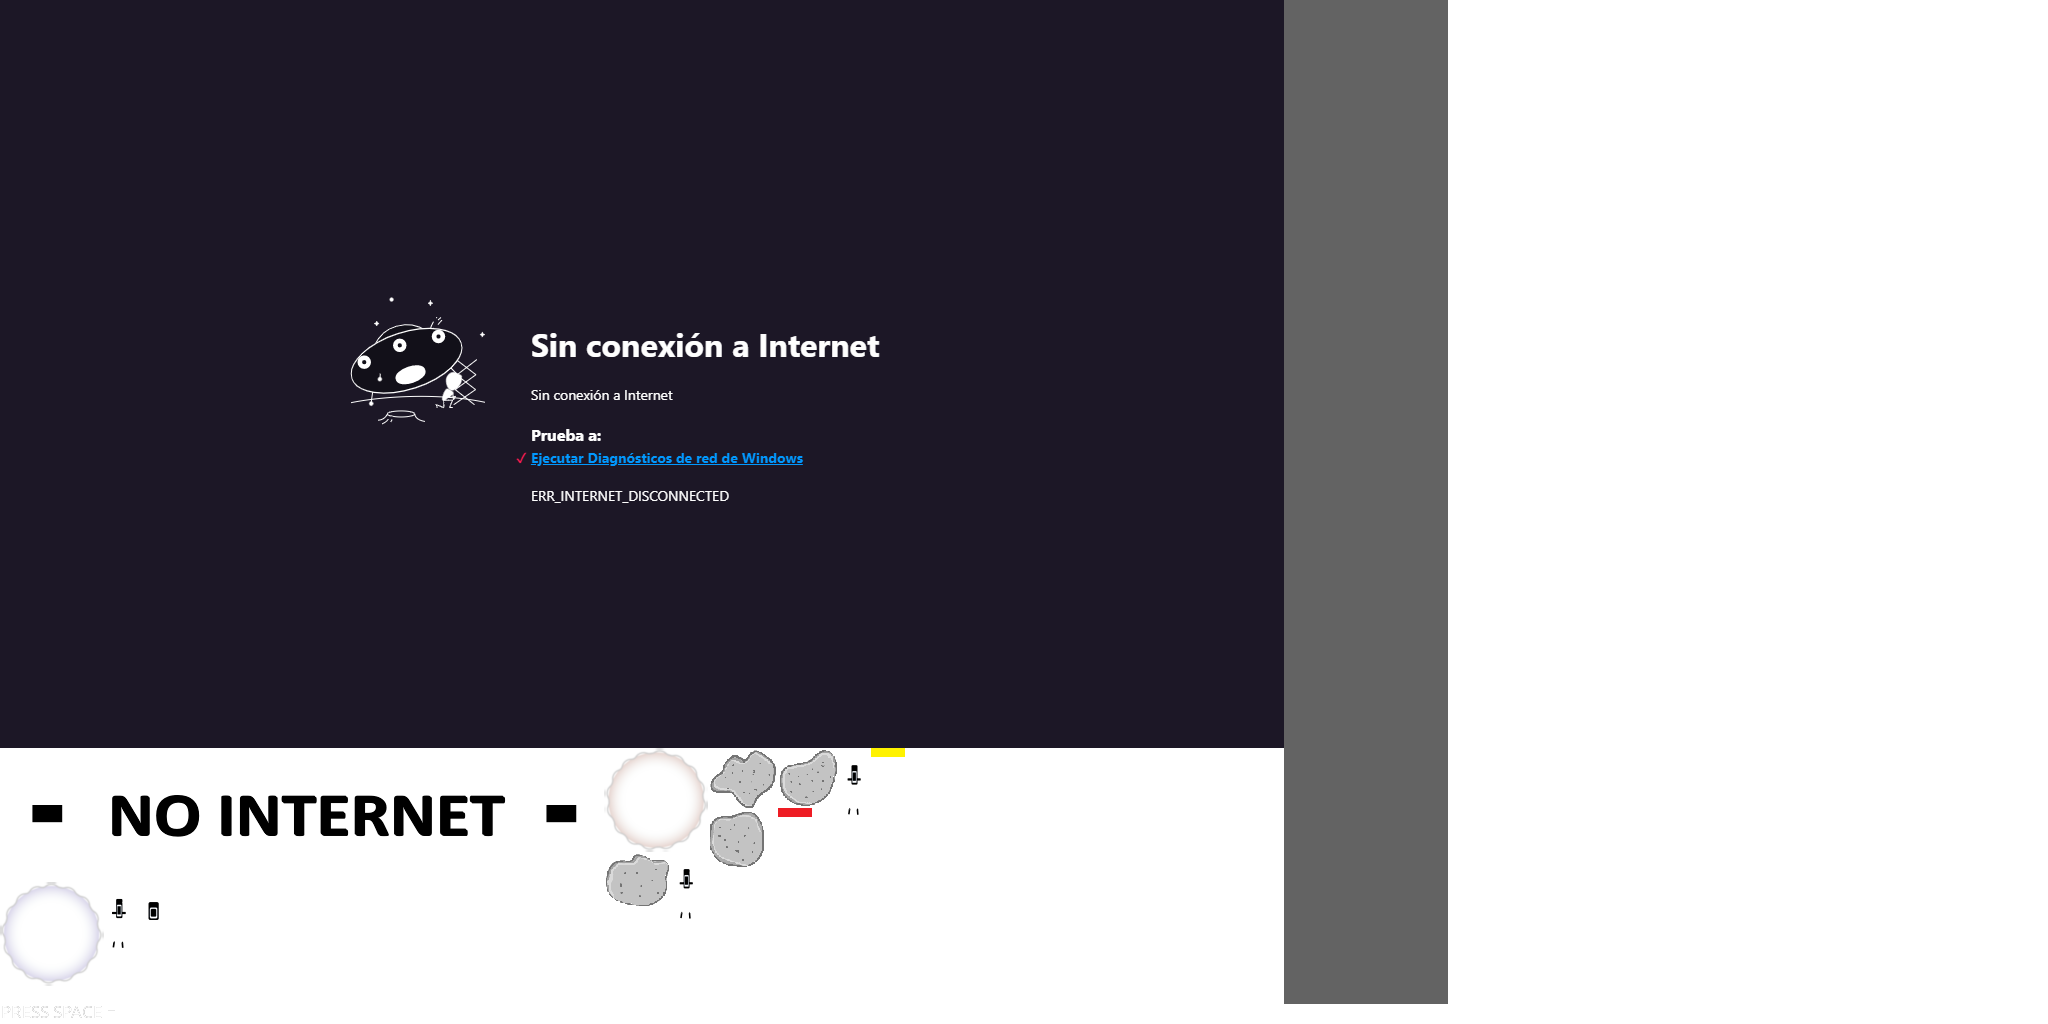 Sin conexión a Internet
Sin conexión a Internet
Prueba a:
Ejecutar Diagnósticos de red de Windows
ERR_INTERNET_DISCONNECTED
- NO INTERNET -
PRESS SPACE -